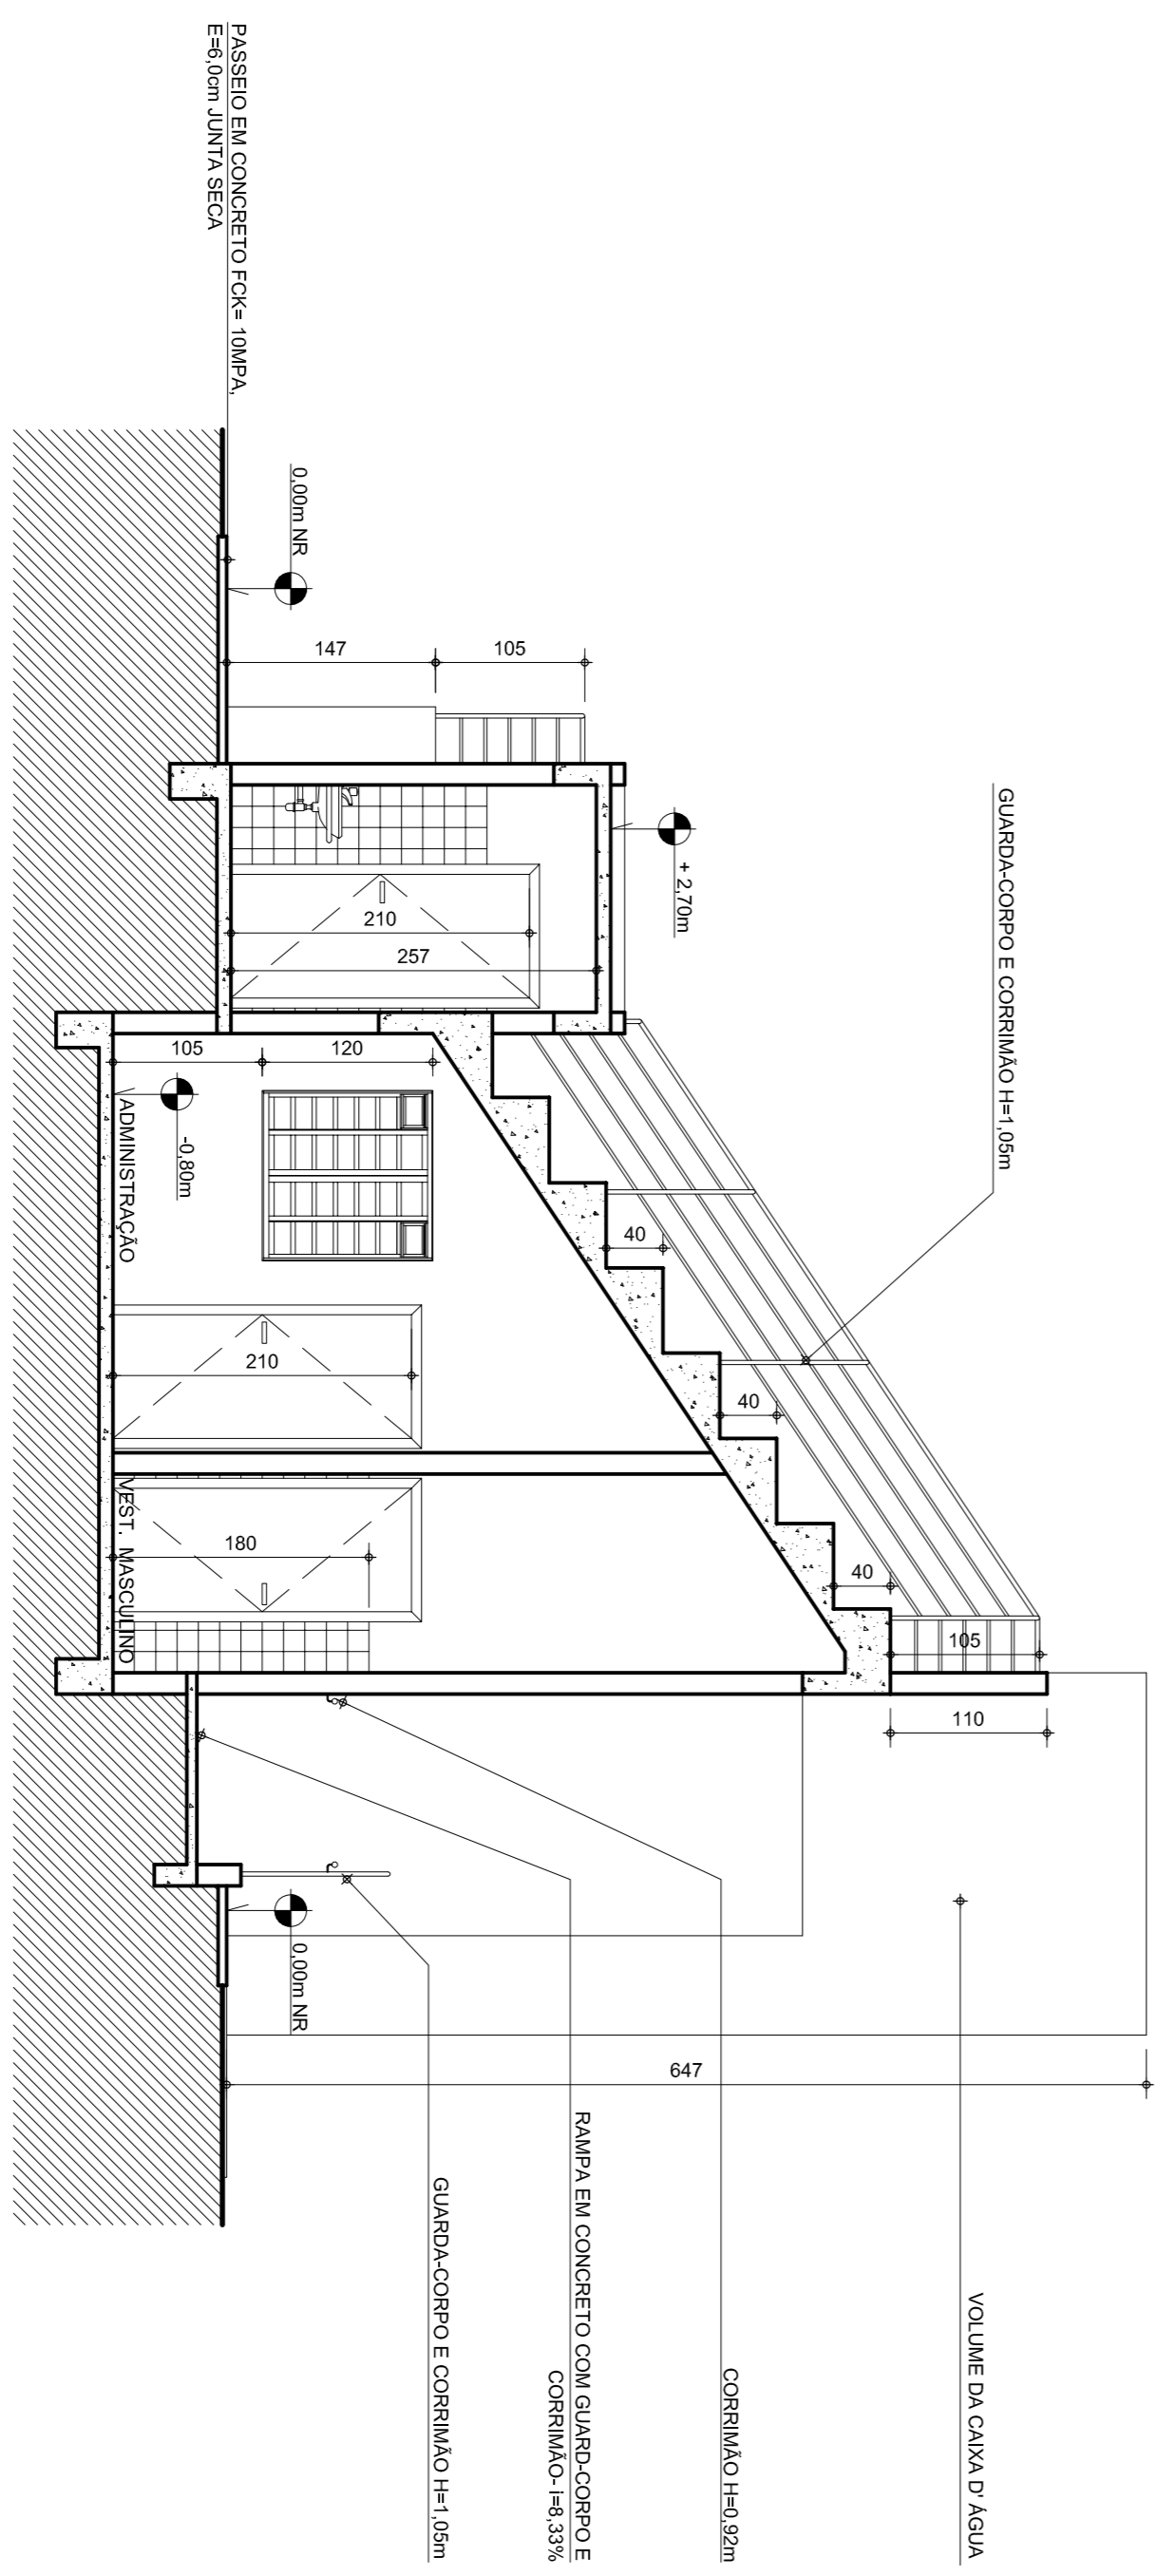 PASSEIO EM CONCRETO FCK= 10MPA,
E=6,0cm JUNTA SECA
0,00m NR
147
105
GUARDA-CORPO E CORRIMÃO H=1,05m
+ 2,70m
210
257
105
120
-0,80m
ADMINISTRAÇÃO
40
210
40
VEST. MASCULINO
180
40
105
110
0,00m NR
647
VOLUME DA CAIXA D' ÁGUA
CORRIMÃO H=0,92m
RAMPA EM CONCRETO COM GUARD-CORPO E
CORRIMÃO- i=8,33%
GUARDA-CORPO E CORRIMÃO H=1,05m